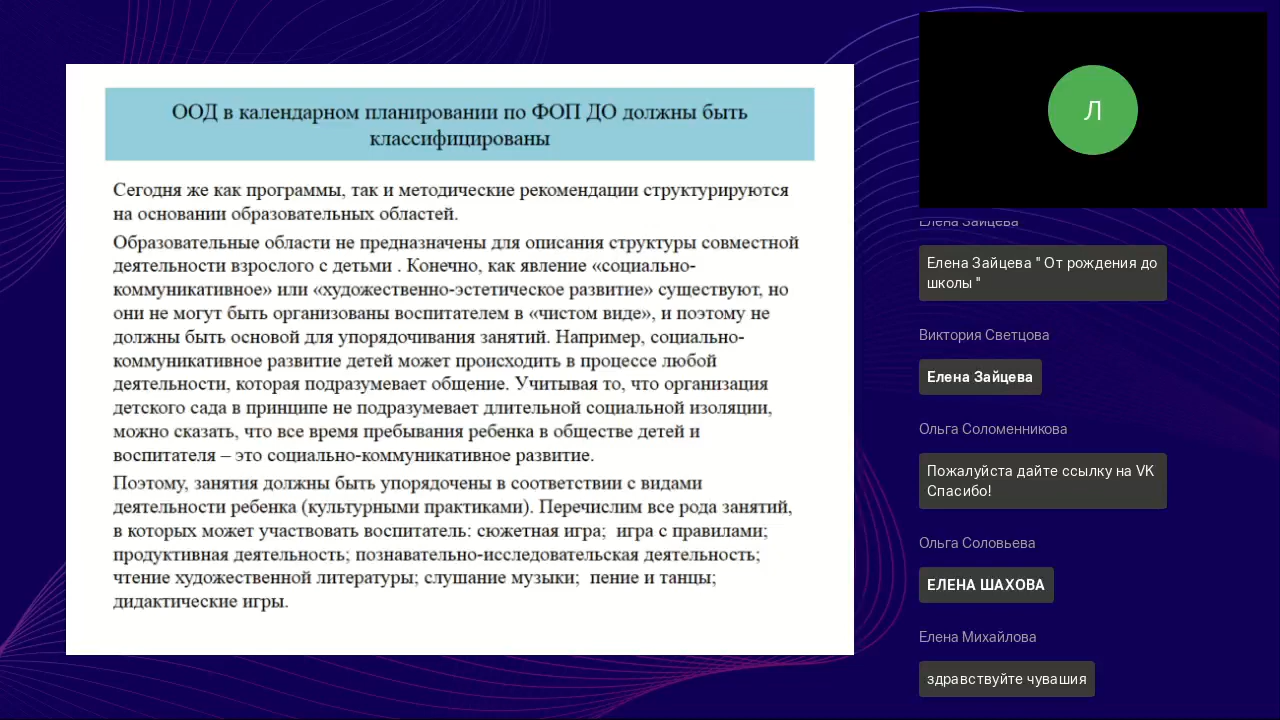 ООД в календарном планировании по ФОП ДО должны быть
классифицированы
Сегодня же как программы, так и методические рекомендации структурируются
на основании образовательных областей.
Образовательные области не предназначены для описания структуры совместной
деятельности взрослого с детьми . Конечно, как явление «социально-
коммуникативное» или «художественно-эстетическое развитие» существуют, но
они не могут быть организованы воспитателем в «чистом виде», и поэтому не
должны быть основой для упорядочивания занятий. Например, социально-
коммуникативное развитие детей может происходить в процессе любой
деятельности, которая подразумевает общение. Учитывая то, что организация
детского сада в принципе не подразумевает длительной социальной изоляции,
можно сказать, что все время пребывания ребенка в обществе детей и
воспитателя – это социально-коммуникативное развитие.
Поэтому, занятия должны быть упорядочены в соответствии с видами
деятельности ребенка (культурными практиками). Перечислим все рода занятий,
в которых может участвовать воспитатель: сюжетная игра;  игра с правилами;
продуктивная деятельность; познавательно-исследовательская деятельность;
чтение художественной литературы; слушание музыки;  пение и танцы;
дидактические игры.
Л
Елена Зайцева
Елена Зайцева " От рождения до
школы "
Виктория Светцова
Елена Зайцева
Ольга Соломенникова
Пожалуйста дайте ссылку на VK
Спасибо!
Ольга Соловьева
ЕЛЕНА ШАХОВА
Елена Михайлова
здравствуйте чувашия